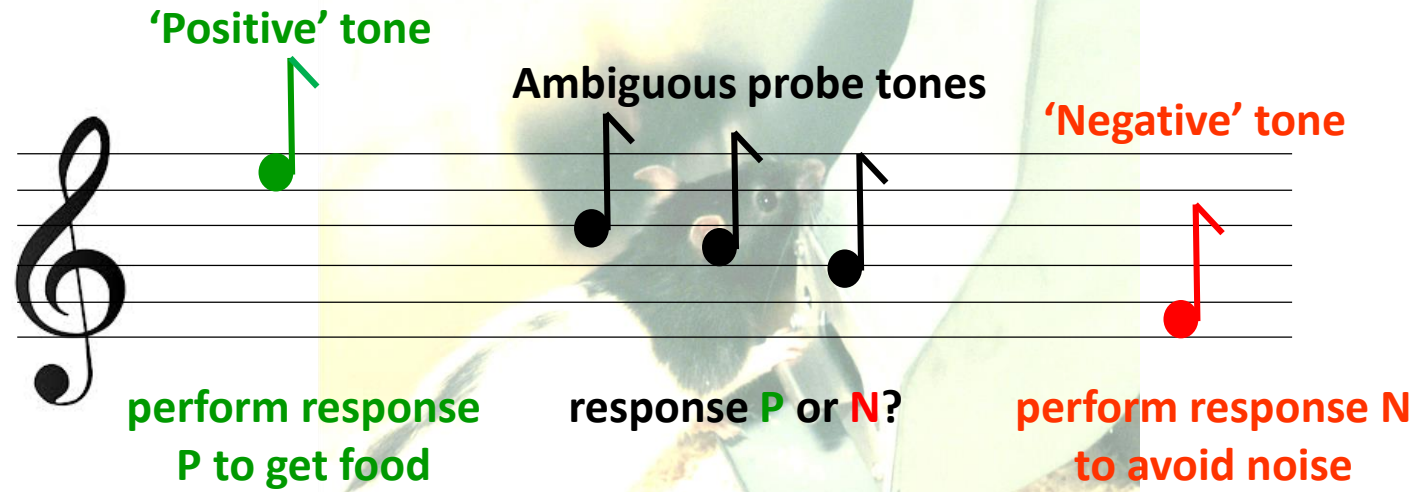 ‘Positive’ tone
Ambiguous probe tones
‘Negative’ tone
perform response
P to get food
response P or N?
perform response N
to avoid noise